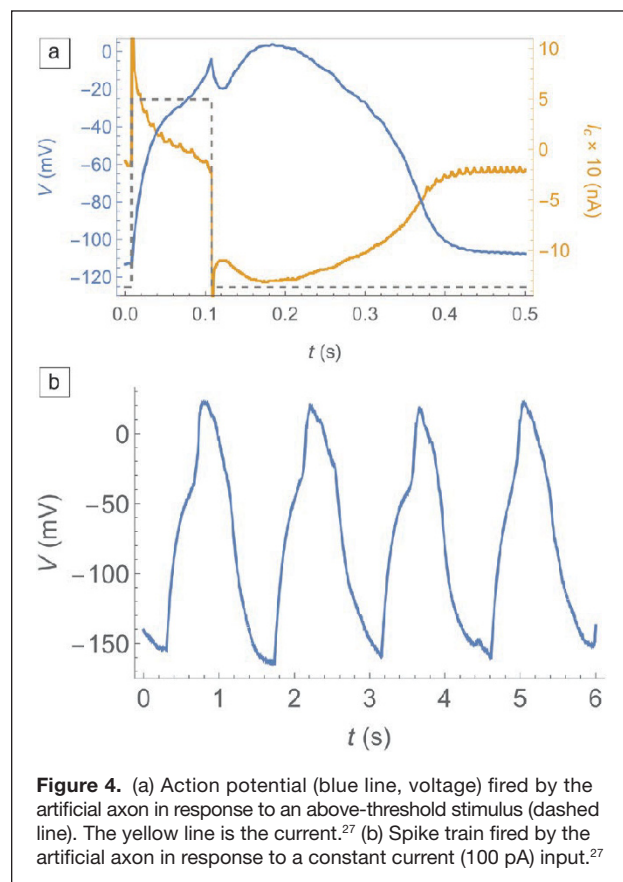 a
0
−20
−40
−60
−80
−100
−120
V (mV)
10
5
0
−5
−10
I_c × 10 (nA)
0.0 0.1 0.2 0.3 0.4 0.5
t (s)
b
0
−50
−100
−150
V (mV)
0 1 2 3 4 5 6
t (s)
Figure 4. (a) Action potential (blue line, voltage) fired by the
artificial axon in response to an above-threshold stimulus (dashed
line). The yellow line is the current.²⁷ (b) Spike train fired by the
artificial axon in response to a constant current (100 pA) input.²⁷